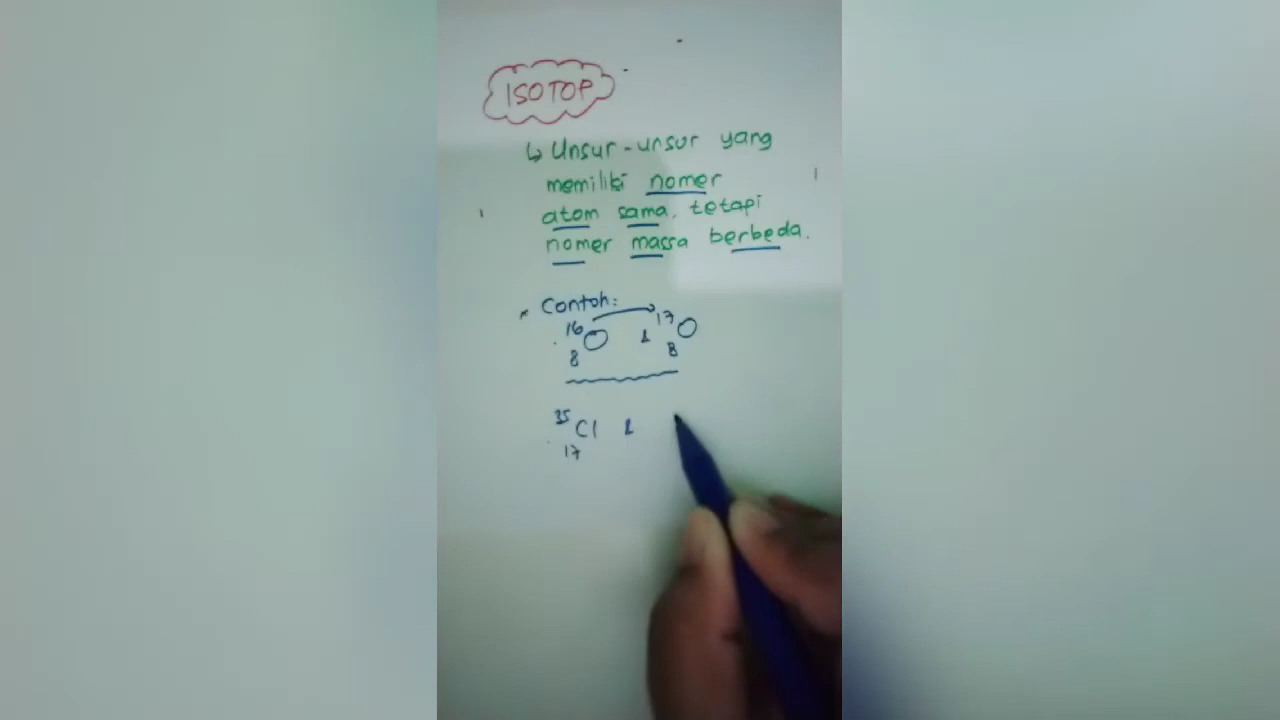 ISOTOP
↳ Unsur-unsur yang
memiliki nomer
atom sama, tetapi
nomer massa berbeda.
* Contoh:
16 8 O & 17 8 O
35 17 Cl &